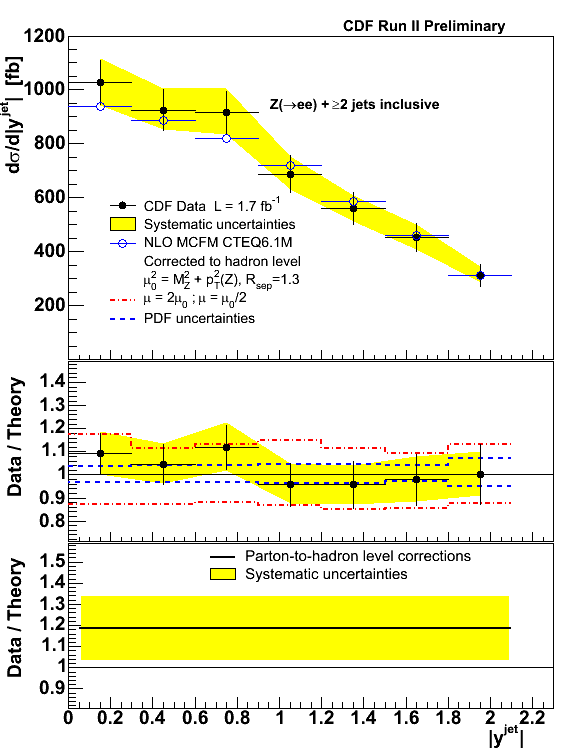 CDF Run II Preliminary
dσ/d|y^jet| [fb]
1200
1000
800
600
400
200
Z(→ee) + ≥2 jets inclusive
CDF Data L = 1.7 fb^-1
Systematic uncertainties
NLO MCFM CTEQ6.1M
Corrected to hadron level
μ_0^2 = M_Z^2 + p_T^2(Z), R_sep=1.3
μ = 2μ_0 ; μ = μ_0/2
PDF uncertainties
Data / Theory
1.4
1.3
1.2
1.1
1
0.9
0.8
Data / Theory
Parton-to-hadron level corrections
Systematic uncertainties
1.5
1.4
1.3
1.2
1.1
1
0.9
0 0.2 0.4 0.6 0.8 1 1.2 1.4 1.6 1.8 2 2.2
|y^jet|